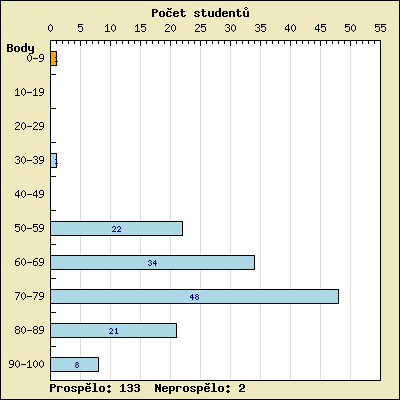 Počet studentů
0 5 10 15 20 25 30 35 40 45 50 55
Body
0-9 1
10-19
20-29
30-39 1
40-49
50-59 22
60-69 34
70-79 48
80-89 21
90-100 8
Prospělo: 133 Neprospělo: 2